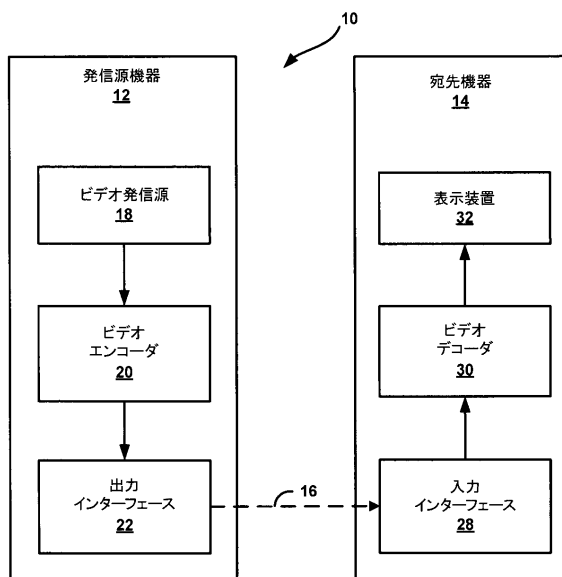 10
発信源機器
12
ビデオ発信源
18
ビデオ
エンコーダ
20
出力
インターフェース
22
16
宛先機器
14
表示装置
32
ビデオ
デコーダ
30
入力
インターフェース
28